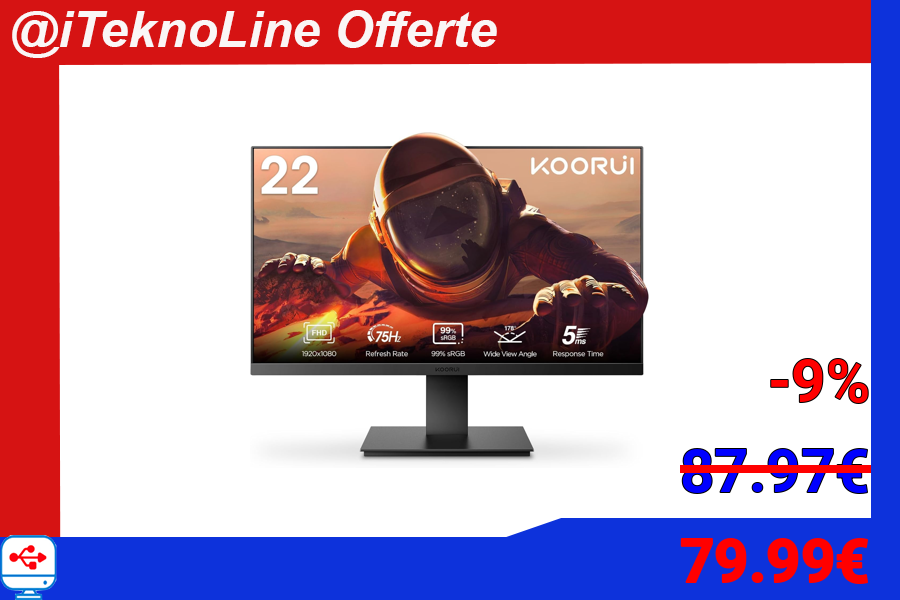 @iTeknoLine Offerte
22
KOORUI
FHD
75Hz
99%
sRGB
178°
5ms
1920x1080
Refresh Rate
99% sRGB
Wide View Angle
Response Time
KOORUI
-9%
87.97€
79.99€